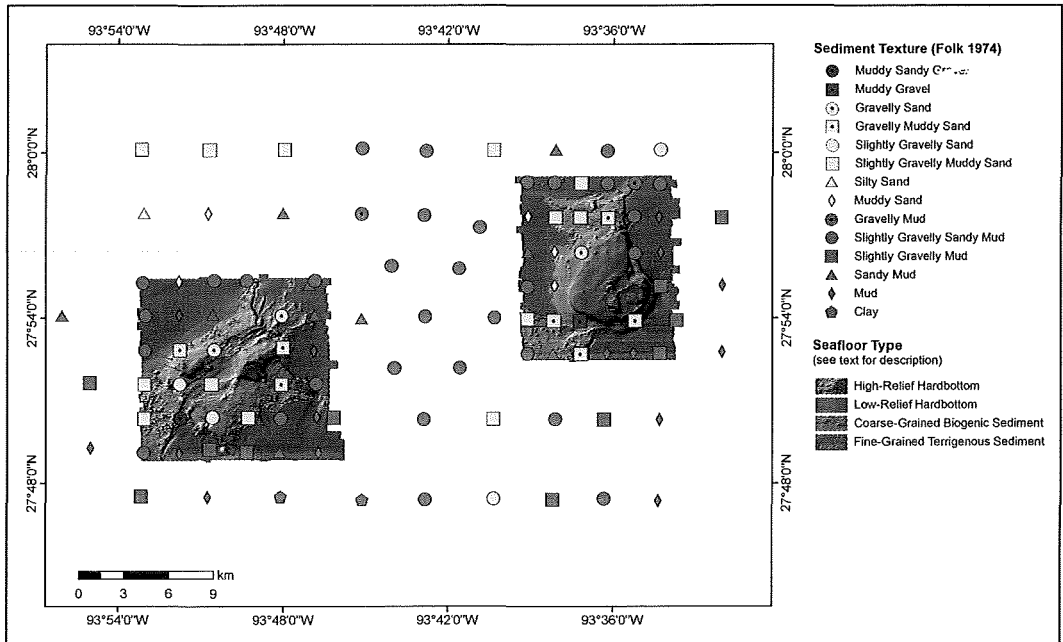 93°54'0"W 93°48'0"W 93°42'0"W 93°36'0"W
28°0'0"N 28°0'0"N
27°54'0"N 27°54'0"N
27°48'0"N 27°48'0"N
Sediment Texture (Folk 1974)
Muddy Sandy
Muddy Gravel
Gravelly Sand
Gravelly Muddy Sand
Slightly Gravelly Sand
Slightly Gravelly Muddy Sand
Silty Sand
Muddy Sand
Gravelly Mud
Slightly Gravelly Sandy Mud
Slightly Gravelly Mud
Sandy Mud
Mud
Clay
Seafloor Type
(see text for description)
High-Relief Hardbottom
Low-Relief Hardbottom
Coarse-Grained Biogenic Sediment
Fine-Grained Terrigenous Sediment
km
0 3 6 9
93°54'0"W 93°48'0"W 93°42'0"W 93°36'0"W